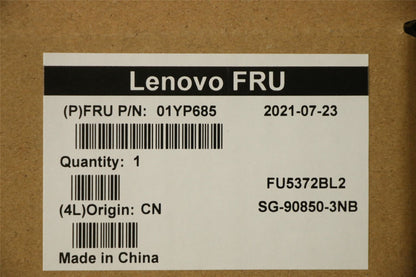 Lenovo FRU
(P)FRU P/N: 01YP685 2021-07-23
Quantity: 1
FU5372BL2
(4L)Origin: CN SG-90850-3NB
Made in China